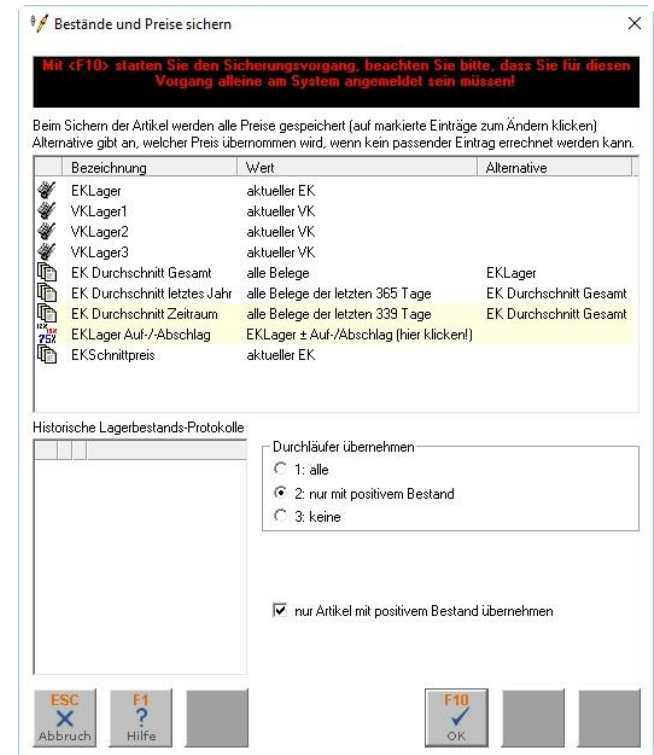 Bestände und Preise sichern
Mit <F10> starten Sie den Sicherungsvorgang, beachten Sie bitte, dass Sie für diesen
Vorgang alleine am System angemeldet sein müssen!
Beim Sichern der Artikel werden alle Preise gespeichert (auf markierte Einträge zum Ändern klicken)
Alternative gibt an, welcher Preis übernommen wird, wenn kein passender Eintrag errechnet werden kann.
Bezeichnung Wert Alternative
EKLager aktueller EK
VKLager1 aktueller VK
VKLager2 aktueller VK
VKLager3 aktueller VK
EK Durchschnitt Gesamt alle Belege EKLager
EK Durchschnitt letztes Jahr alle Belege der letzten 365 Tage EK Durchschnitt Gesamt
EK Durchschnitt Zeitraum alle Belege der letzten 339 Tage EK Durchschnitt Gesamt
EKLager Auf-/-Abschlag EKLager ± Auf-/Abschlag (hier klicken!)
EKSchnittpreis aktueller EK
Historische Lagerbestands-Protokolle
Durchläufer übernehmen
1: alle
2: nur mit positivem Bestand
3: keine
nur Artikel mit positivem Bestand übernehmen
ESC F1 F10
Abbruch Hilfe OK